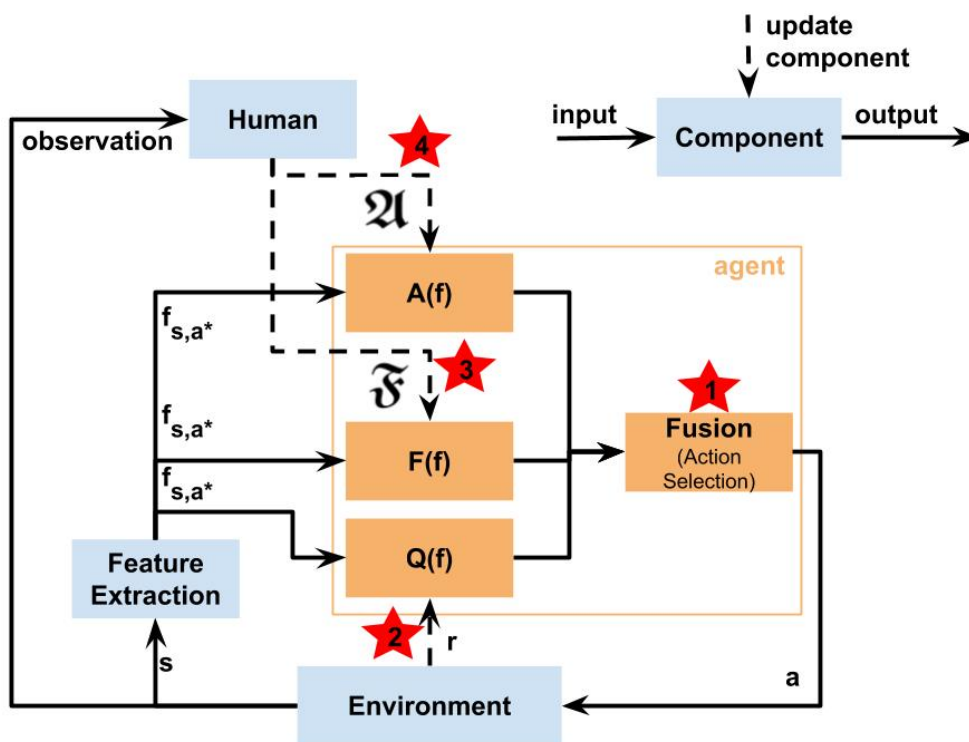 update
component
input
Component
output
observation
Human
4
𝔄
agent
A(f)
f_s,a*
3
𝔉
1
Fusion
(Action
Selection)
f_s,a*
F(f)
f_s,a*
Q(f)
Feature
Extraction
2
r
s
a
Environment